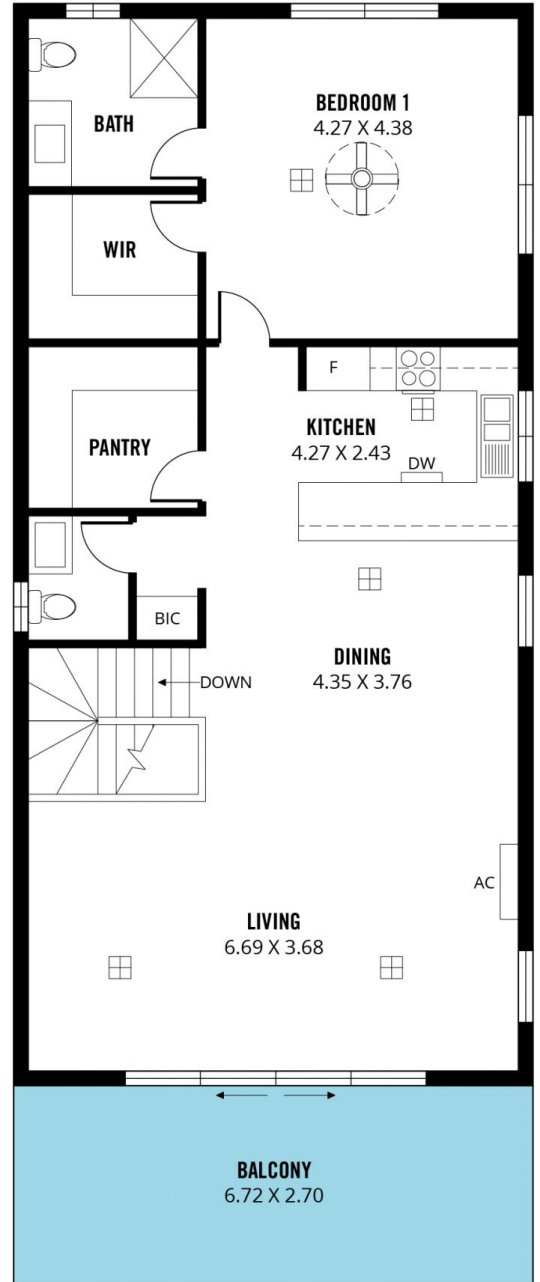 BATH
BEDROOM 1
4.27 X 4.38
WIR
F
KITCHEN
4.27 X 2.43
PANTRY
DW
BIC
DOWN
DINING
4.35 X 3.76
AC
LIVING
6.69 X 3.68
BALCONY
6.72 X 2.70